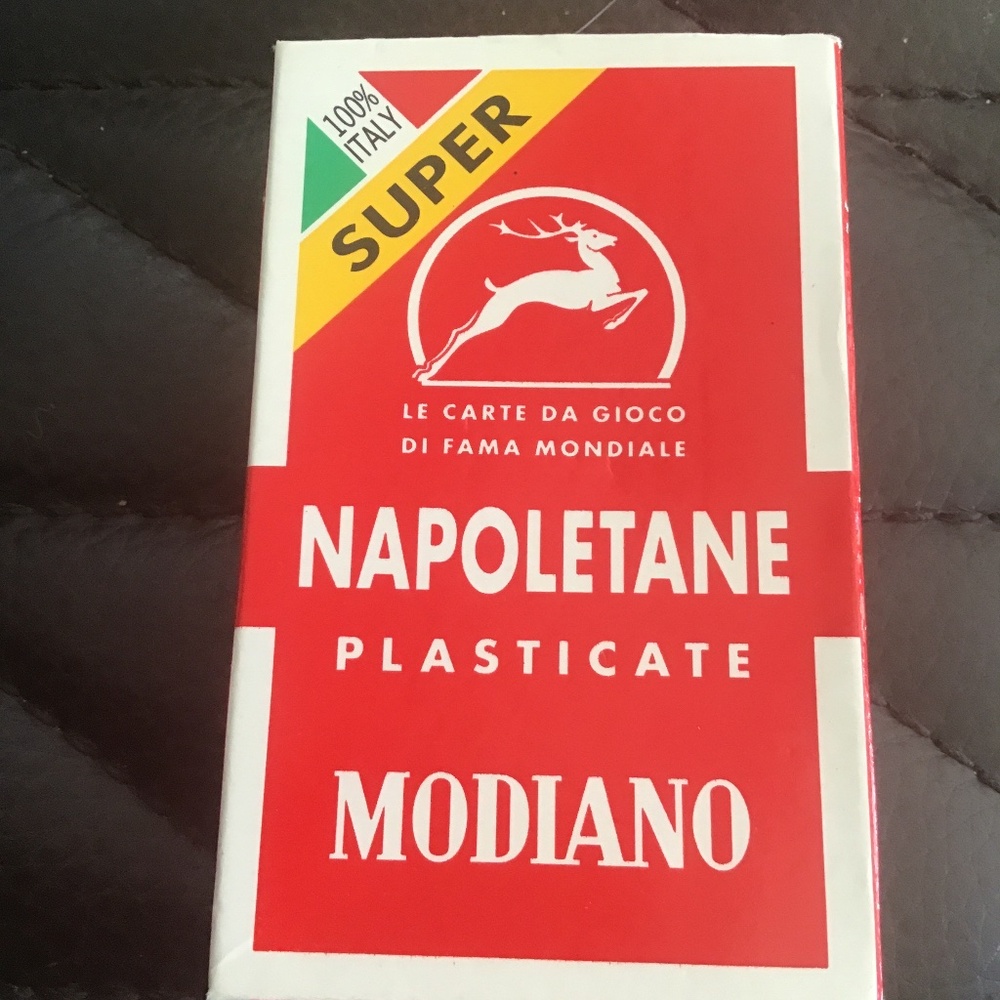 100%
ITALY
SUPER
LE CARTE DA GIOCO
DI FAMA MONDIALE
NAPOLETANE
PLASTICATE
MODIANO